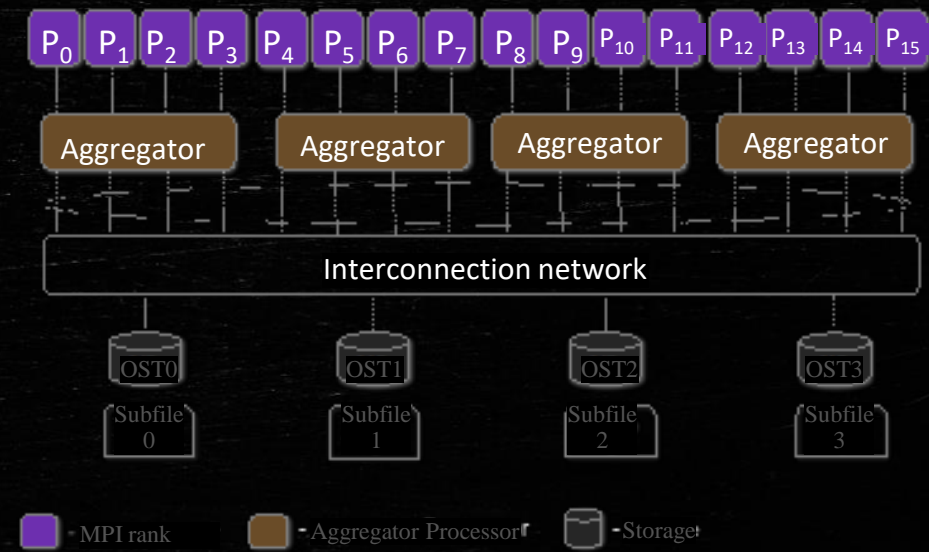 P0 P1 P2 P3 P4 P5 P6 P7 P8 P9 P10 P11 P12 P13 P14 P15
Aggregator Aggregator Aggregator Aggregator
Interconnection network
OST0 OST1 OST2 OST3
Subfile Subfile Subfile Subfile
0 1 2 3
- MPI rank - Aggregator Processor - Storage